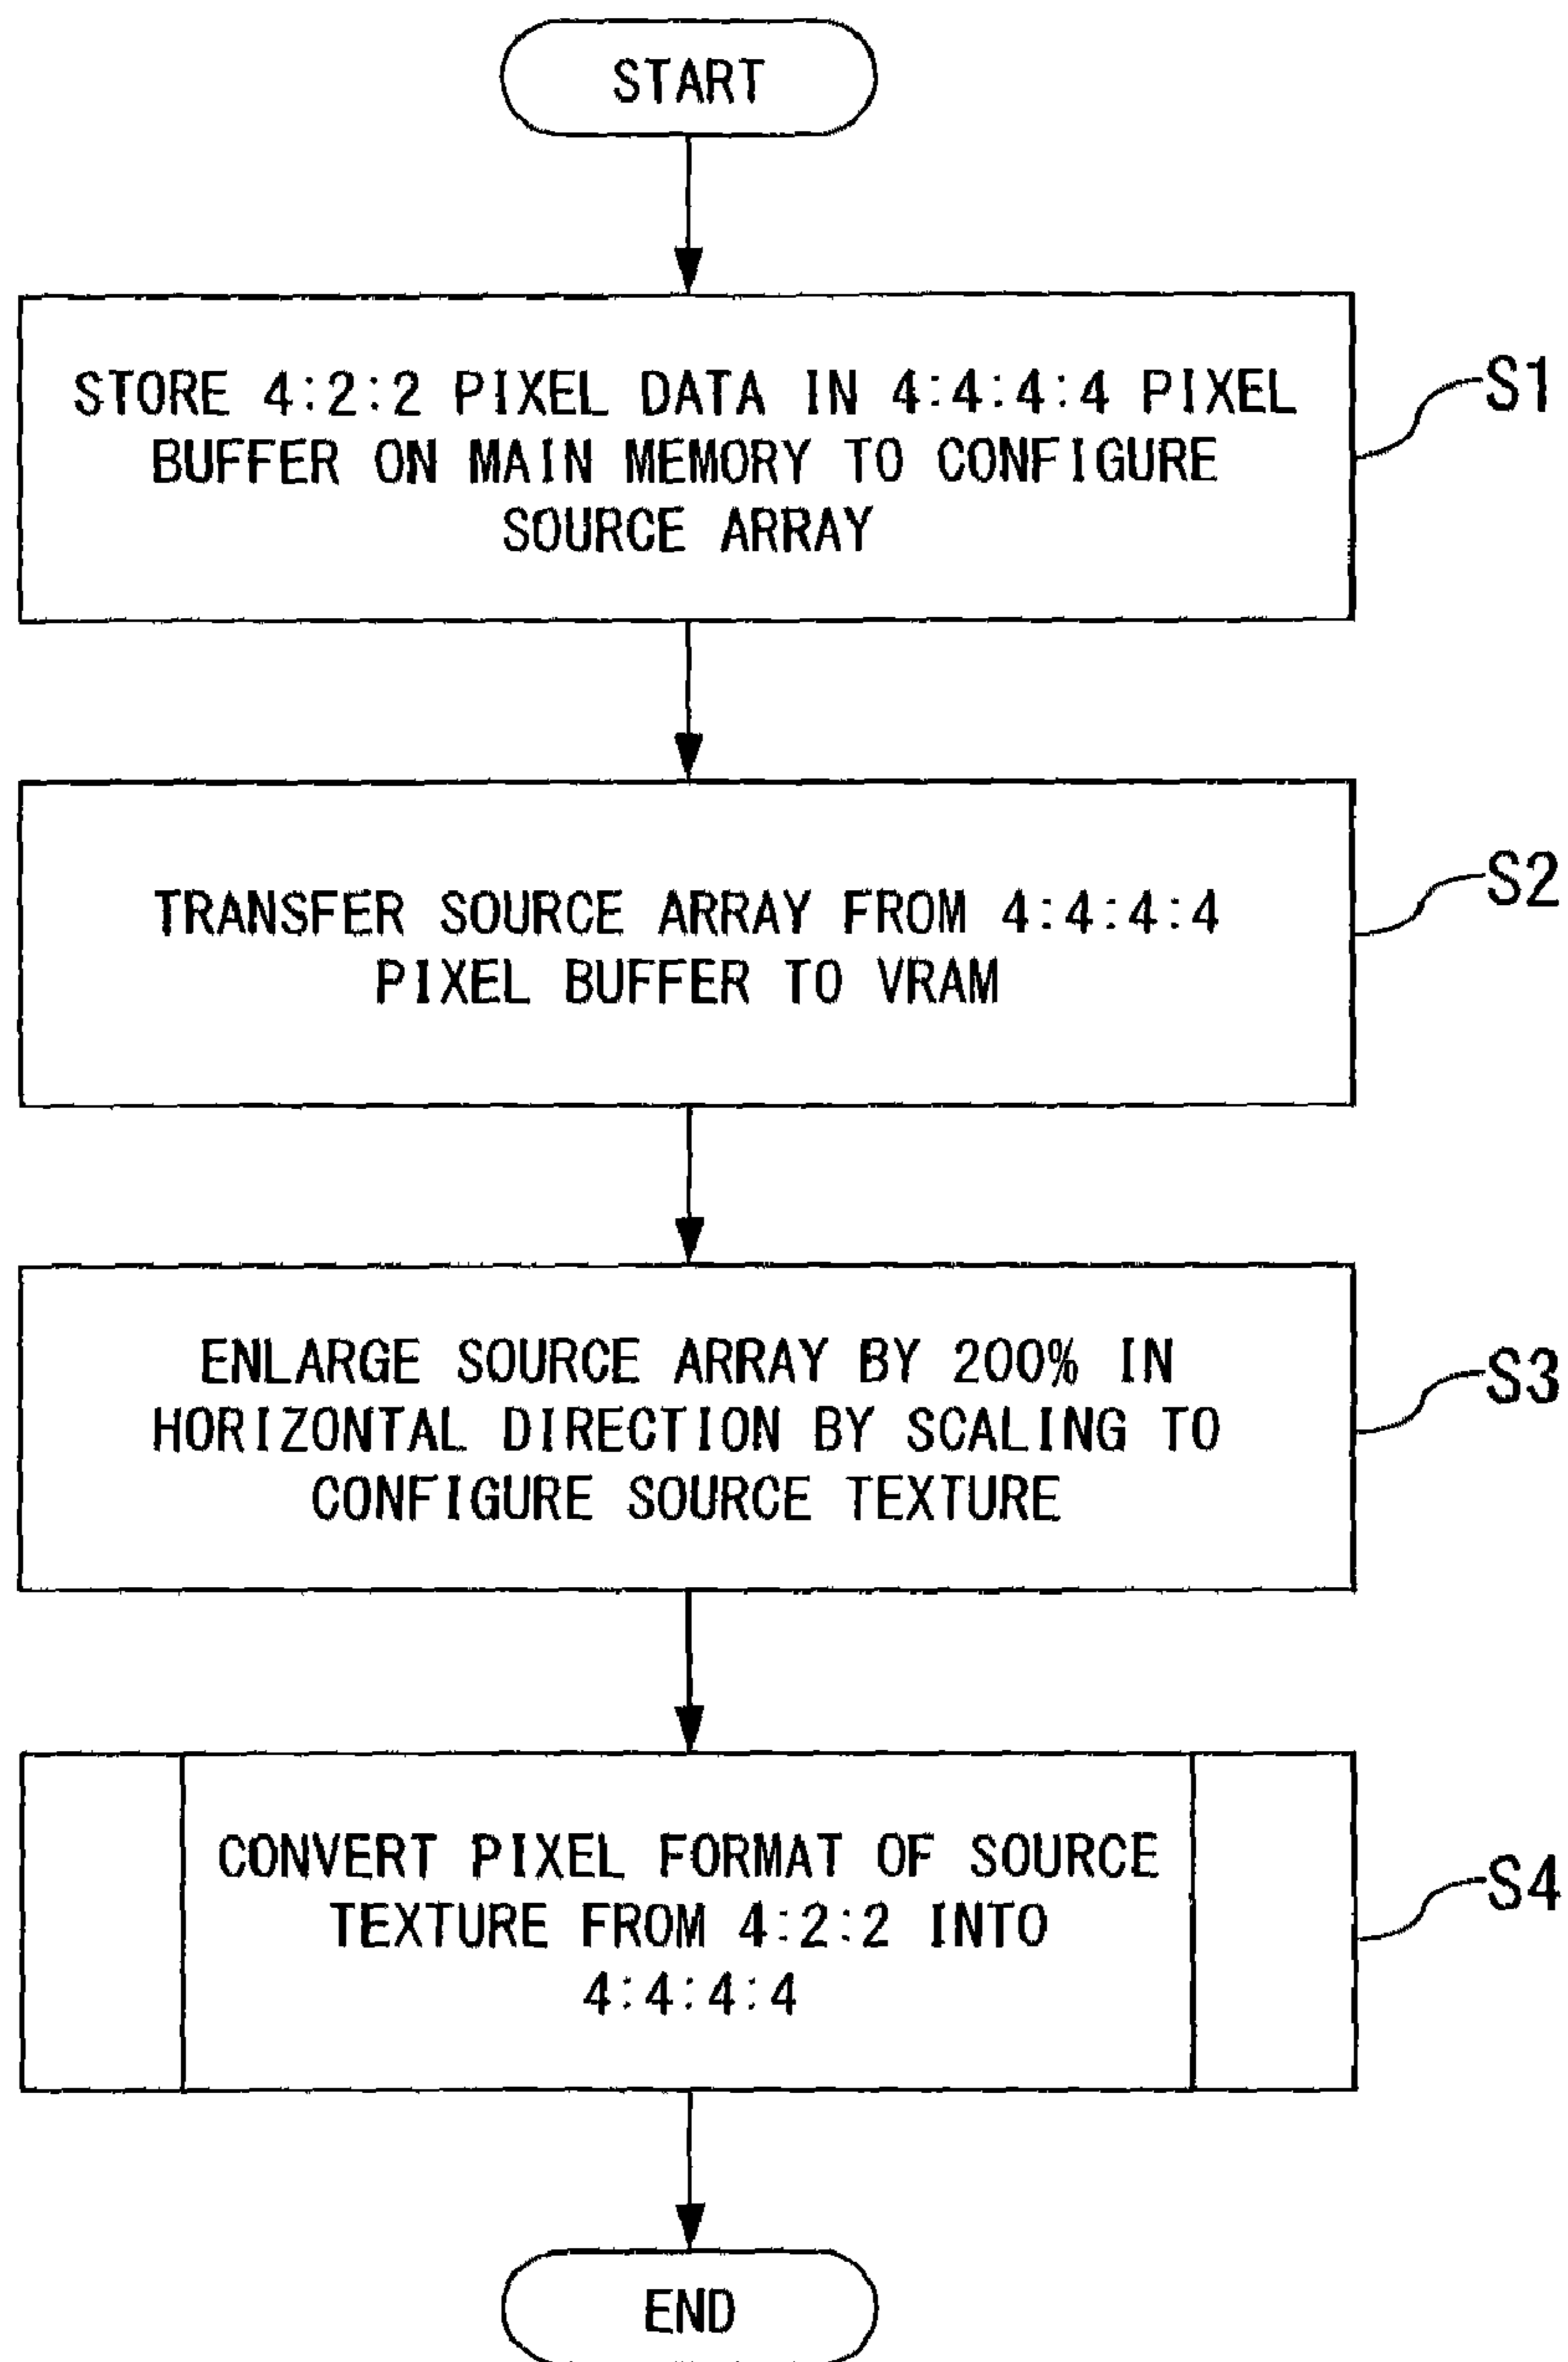 START
STORE 4:2:2 PIXEL DATA IN 4:4:4:4 PIXEL
BUFFER ON MAIN MEMORY TO CONFIGURE
SOURCE ARRAY
S1
TRANSFER SOURCE ARRAY FROM 4:4:4:4
PIXEL BUFFER TO VRAM
S2
ENLARGE SOURCE ARRAY BY 200% IN
HORIZONTAL DIRECTION BY SCALING TO
CONFIGURE SOURCE TEXTURE
S3
CONVERT PIXEL FORMAT OF SOURCE
TEXTURE FROM 4:2:2 INTO
4:4:4:4
S4
END